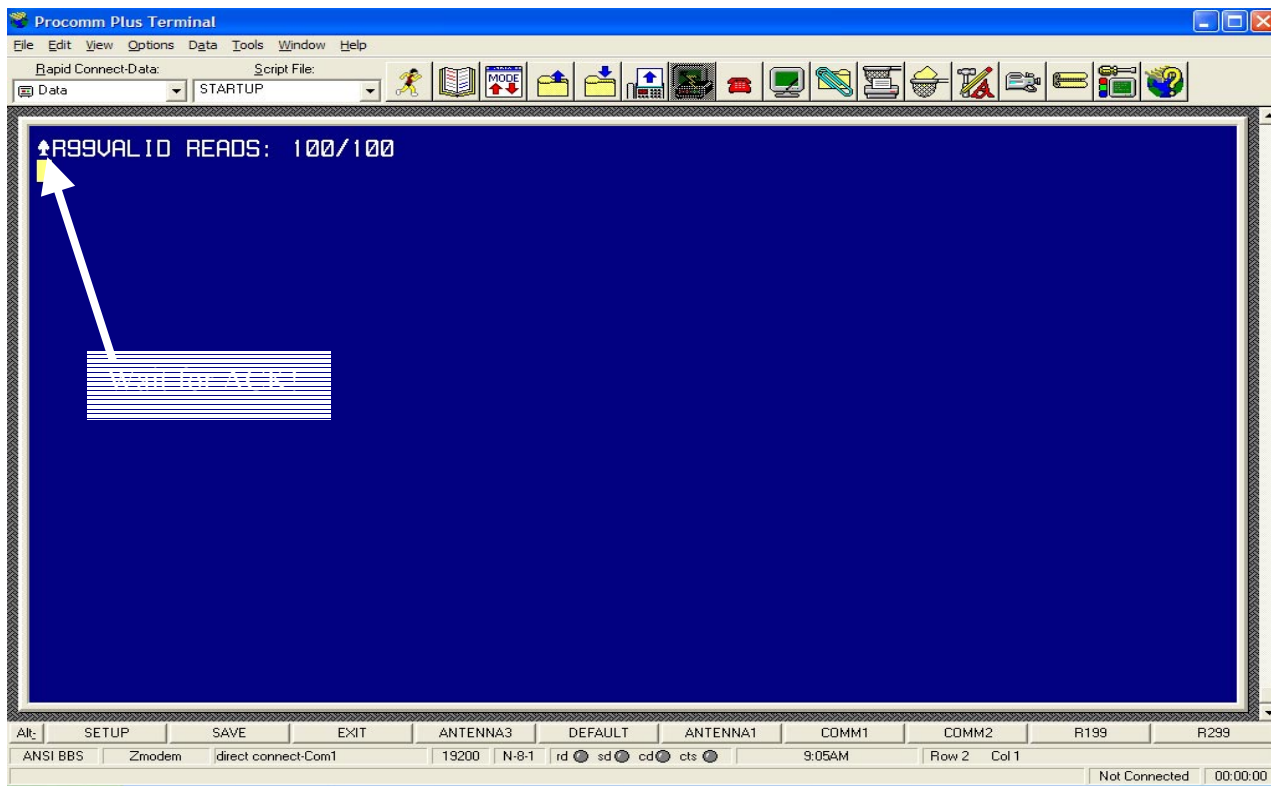 Procomm Plus Terminal
File Edit View Options Data Tools Window Help
Rapid Connect-Data: Script File:
Data STARTUP
MODE
♠R99VALID READS: 100/100
Wait for ACK!
Alt- SETUP SAVE EXIT ANTENNA3 DEFAULT ANTENNA1 COMM1 COMM2 R199 R299
ANSI BBS Zmodem direct connect-Com1 19200 N-8-1 rd sd cd cts 9:05AM Row 2 Col 1
Not Connected 00:00:00